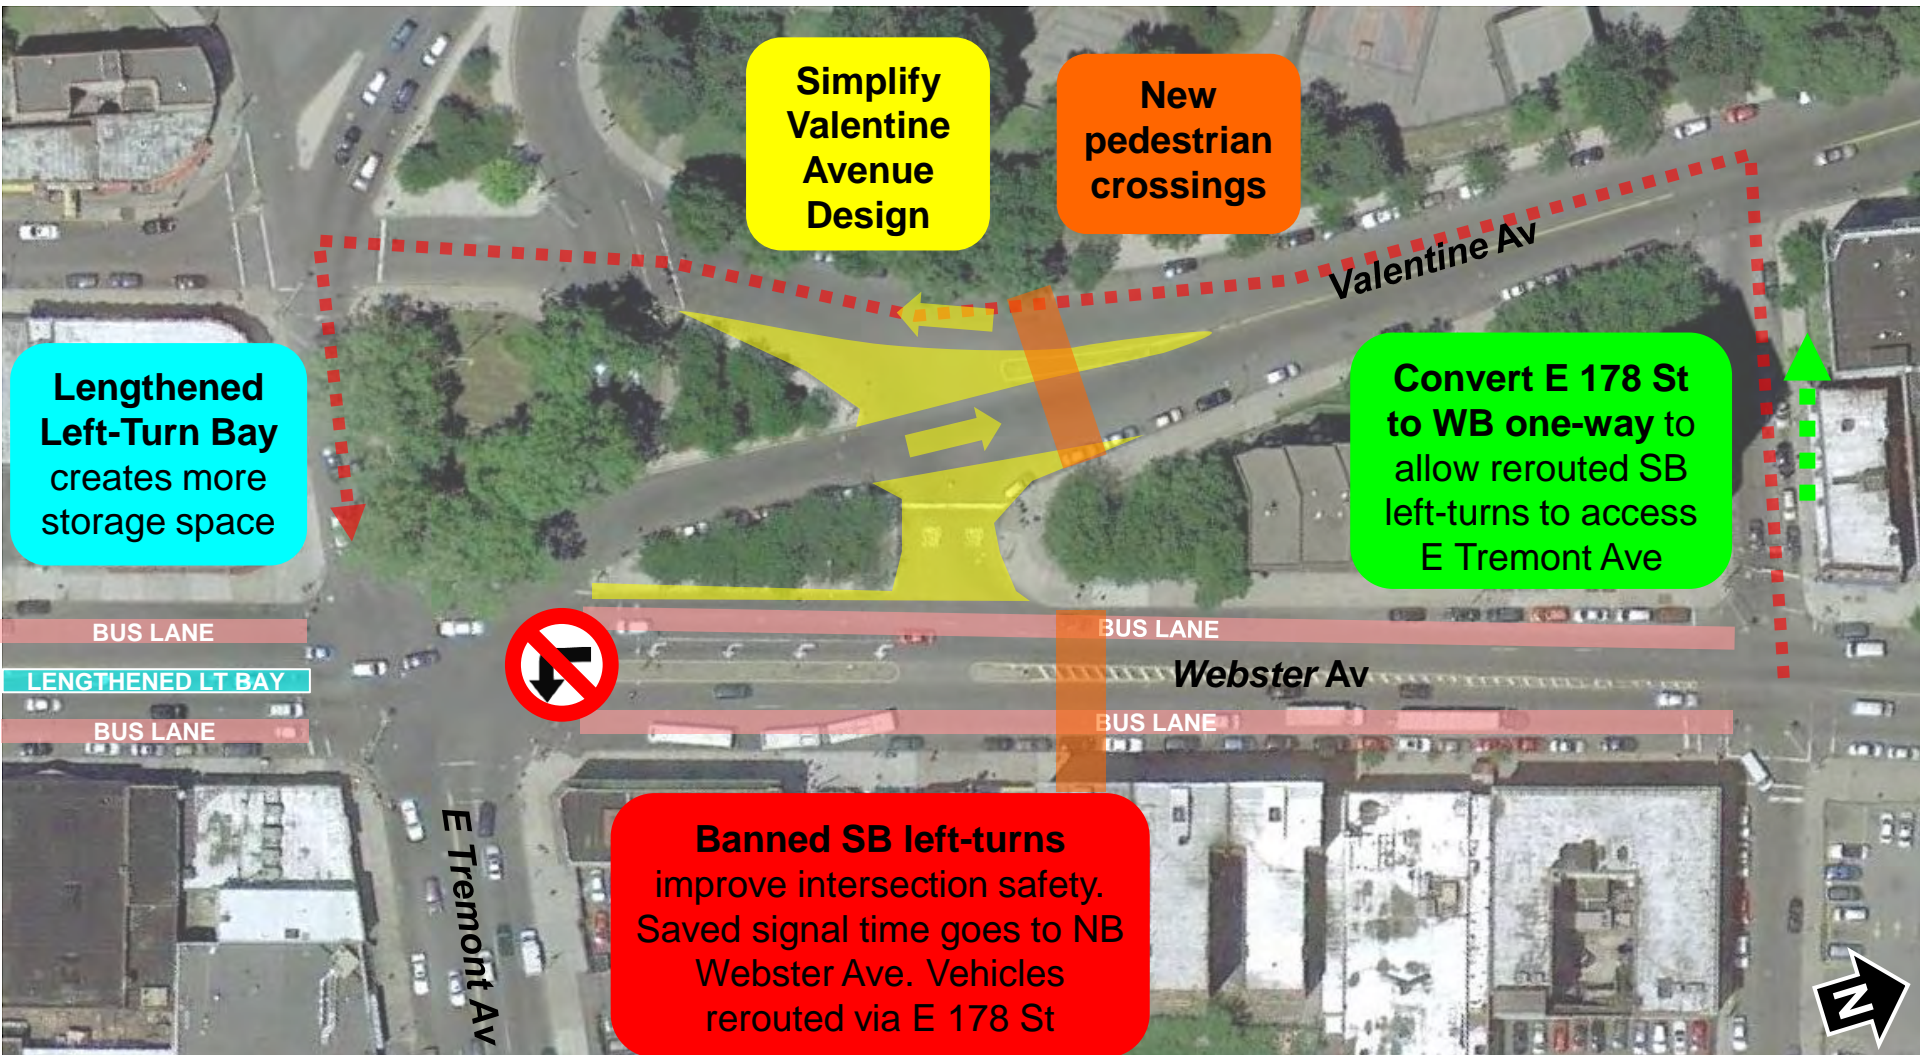 Simplify
Valentine
Avenue
Design
New
pedestrian
crossings
Valentine Av
Lengthened
Left-Turn Bay
creates more
storage space
Convert E 178 St
to WB one-way to
allow rerouted SB
left-turns to access
E Tremont Ave
BUS LANE
BUS LANE
LENGTHENED LT BAY
Webster Av
BUS LANE
BUS LANE
E Tremont Av
Banned SB left-turns
improve intersection safety.
Saved signal time goes to NB
Webster Ave. Vehicles
rerouted via E 178 St
N